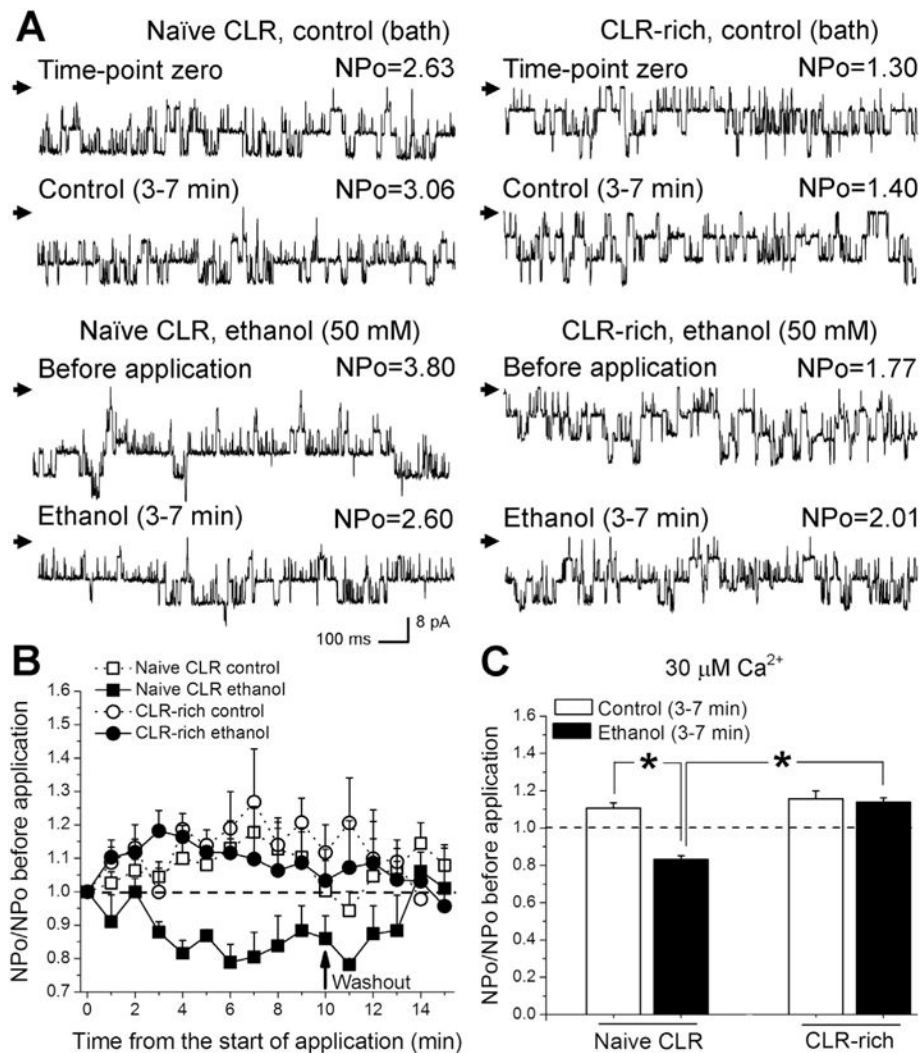 A
Naïve CLR, control (bath)
CLR-rich, control (bath)
Time-point zero NPo=2.63
Time-point zero NPo=1.30
Control (3-7 min) NPo=3.06
Control (3-7 min) NPo=1.40
Naïve CLR, ethanol (50 mM)
CLR-rich, ethanol (50 mM)
Before application NPo=3.80
Before application NPo=1.77
Ethanol (3-7 min) NPo=2.60
Ethanol (3-7 min) NPo=2.01
8 pA
100 ms
B
Naive CLR control
Naive CLR ethanol
CLR-rich control
CLR-rich ethanol
NPo/NPo before application
1.6
1.5
1.4
1.3
1.2
1.1
1.0
0.9
0.8
0.7
Washout
0 2 4 6 8 10 12 14
Time from the start of application (min)
C
30 μM Ca²⁺
Control (3-7 min)
Ethanol (3-7 min)
NPo/NPo before application
1.6
1.4
1.2
1.0
0.8
0.6
0.4
0.2
0.0
* *
Naive CLR CLR-rich